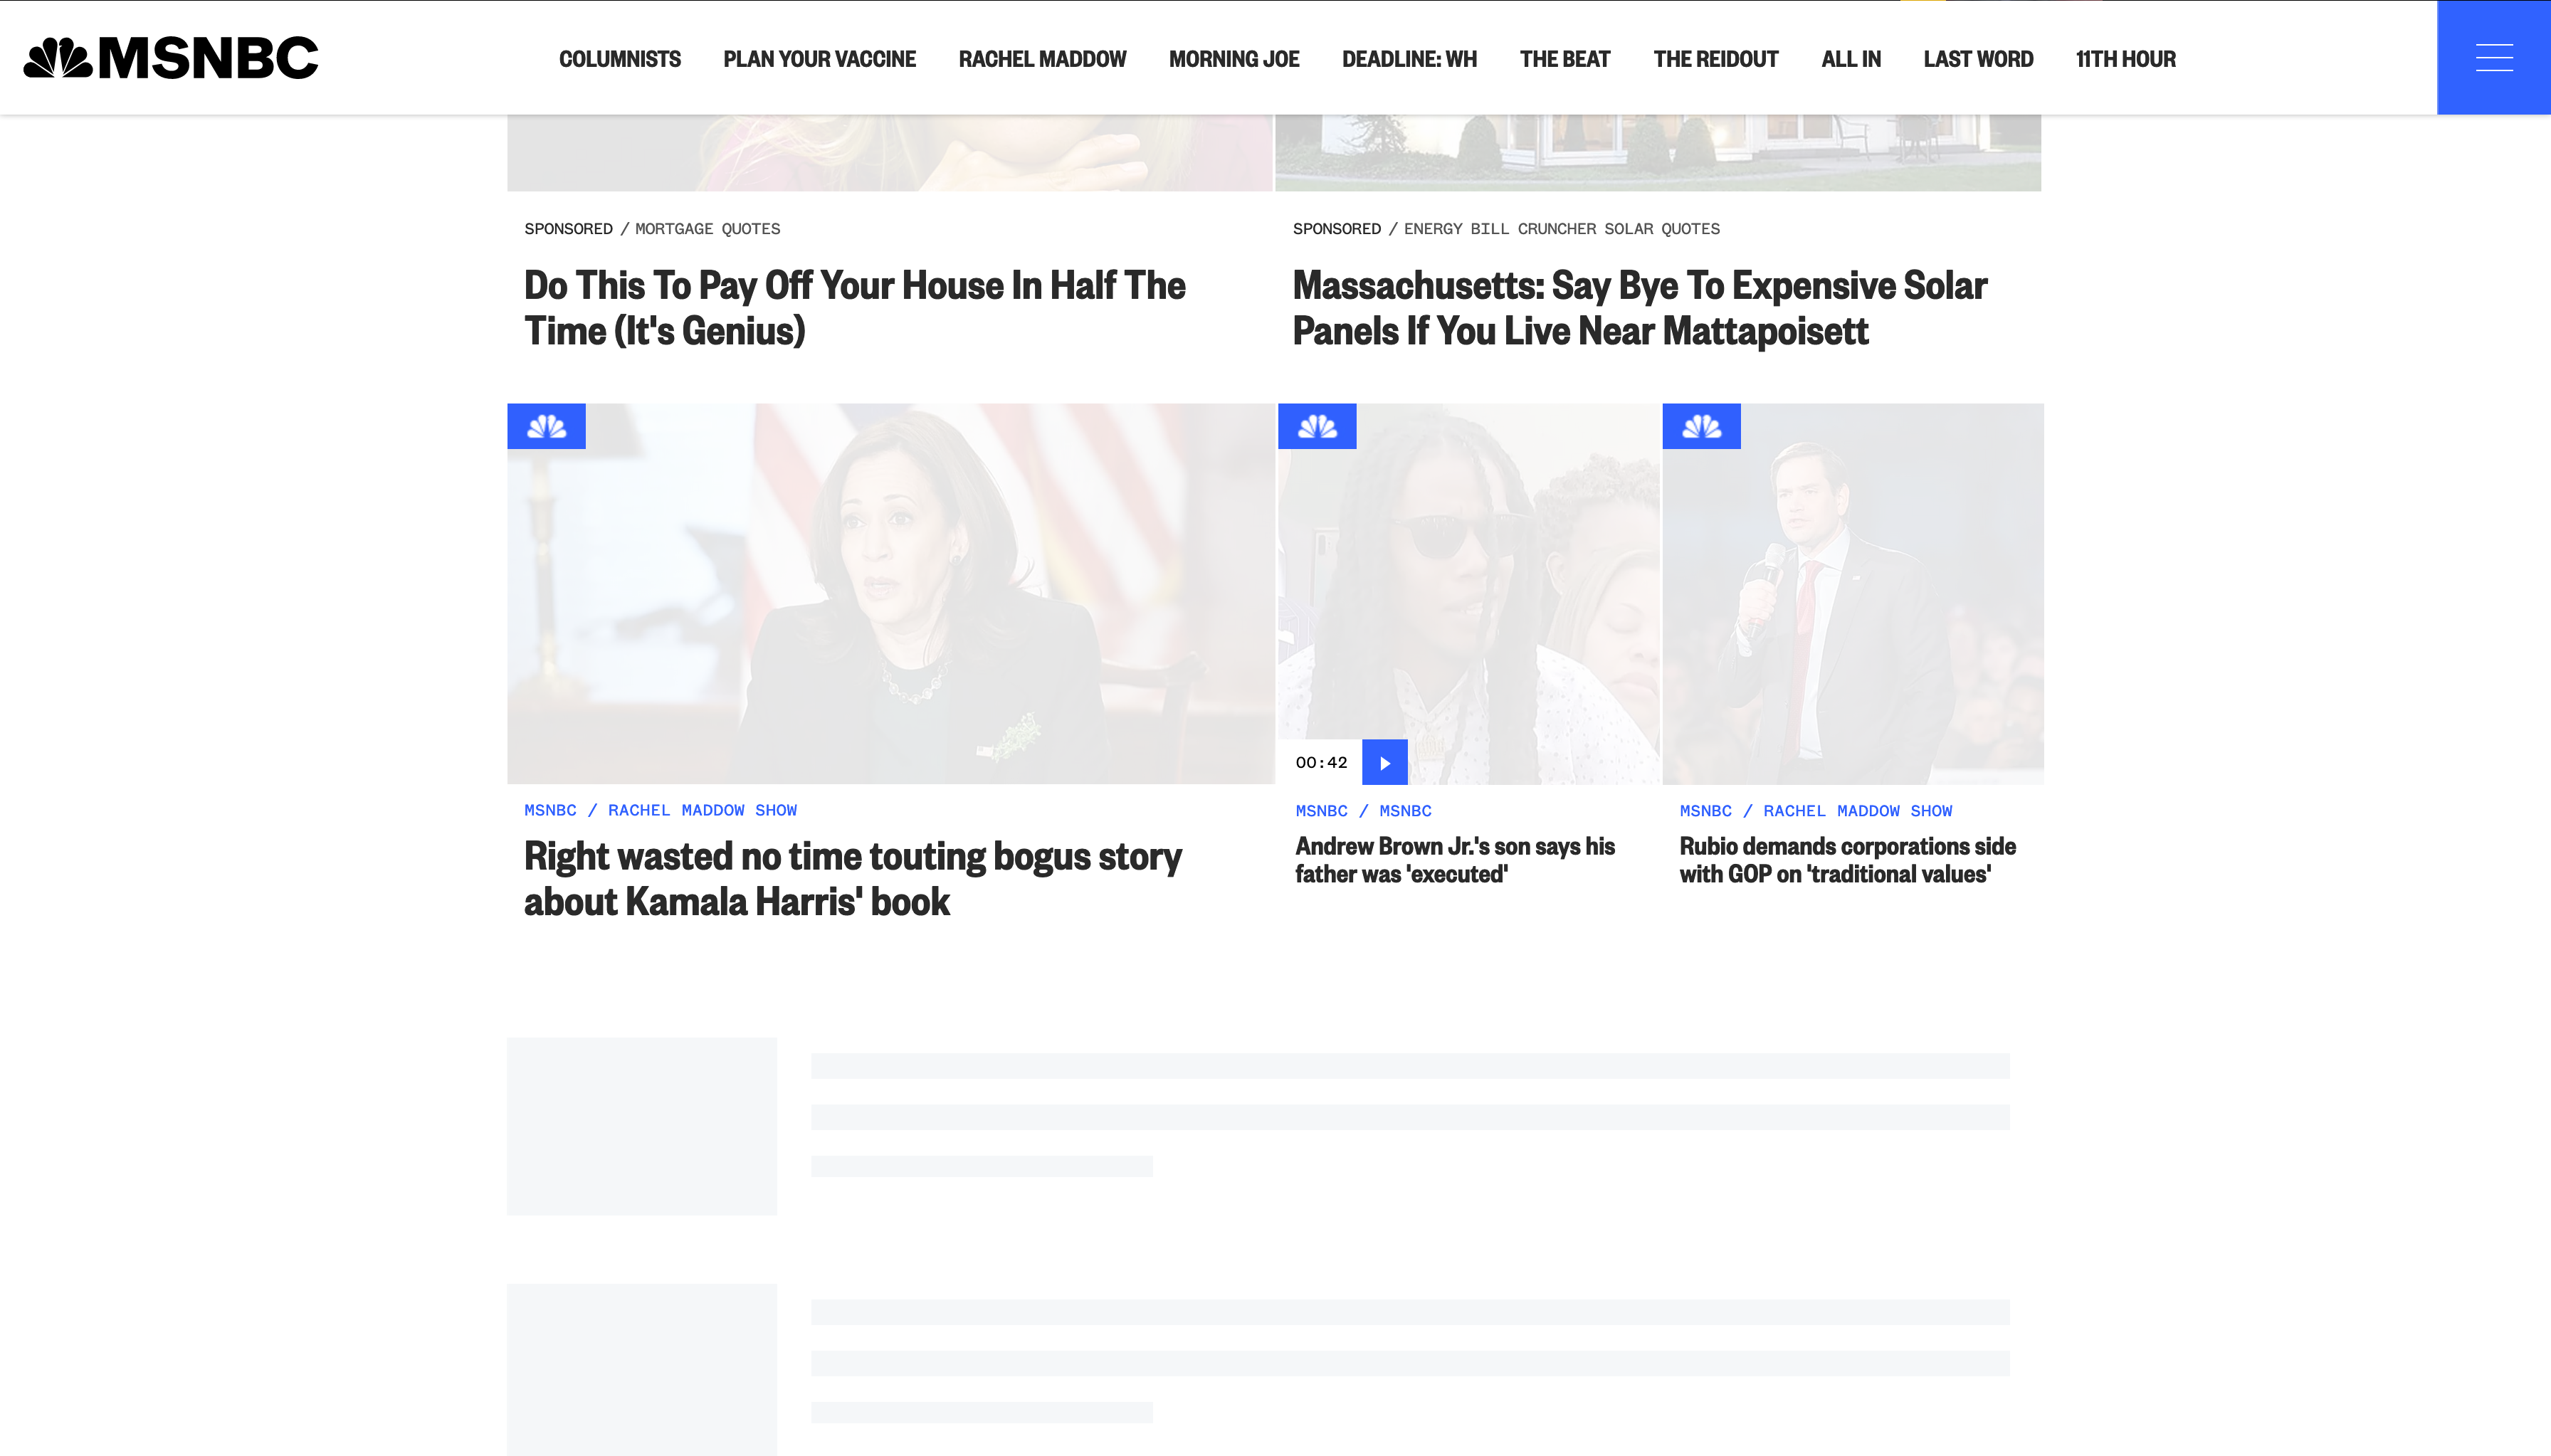 MSNBC
COLUMNISTS PLAN YOUR VACCINE RACHEL MADDOW MORNING JOE DEADLINE: WH THE BEAT THE REIDOUT ALL IN LAST WORD 11TH HOUR
SPONSORED / MORTGAGE QUOTES
Do This To Pay Off Your House In Half The
Time (It's Genius)
SPONSORED / ENERGY BILL CRUNCHER SOLAR QUOTES
Massachusetts: Say Bye To Expensive Solar
Panels If You Live Near Mattapoisett
MSNBC / RACHEL MADDOW SHOW
Right wasted no time touting bogus story
about Kamala Harris' book
00:42
MSNBC / MSNBC
Andrew Brown Jr.'s son says his
father was 'executed'
MSNBC / RACHEL MADDOW SHOW
Rubio demands corporations side
with GOP on 'traditional values'